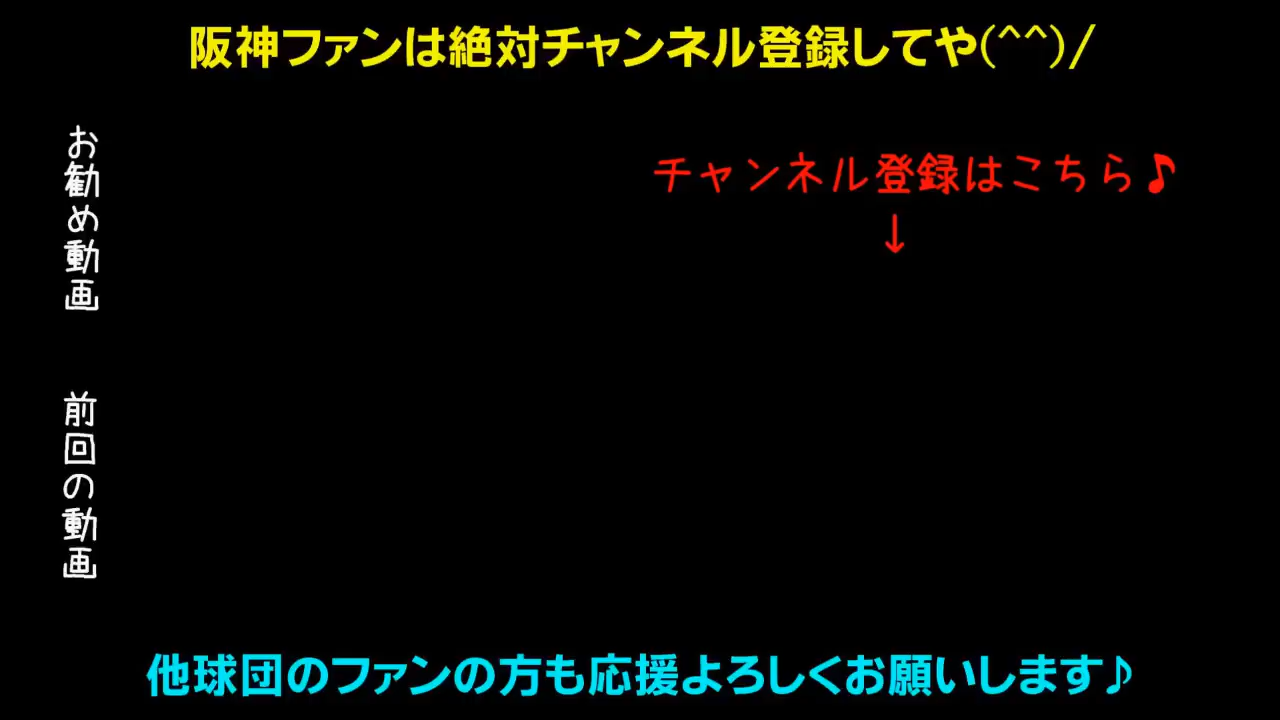 阪神ファンは絶対チャンネル登録してや(^^)/
お勧め動画
チャンネル登録はこちら♪
↓
前回の動画
他球団のファンの方も応援よろしくお願いします♪